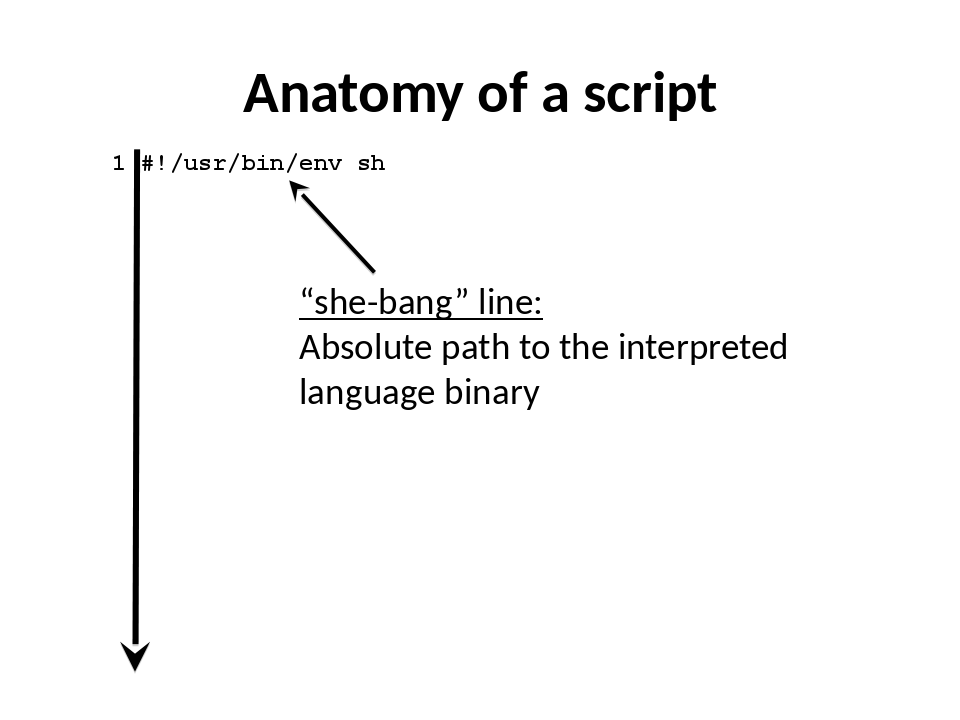 Anatomy of a script
1 #!/usr/bin/env sh
“she-bang” line:
Absolute path to the interpreted
language binary